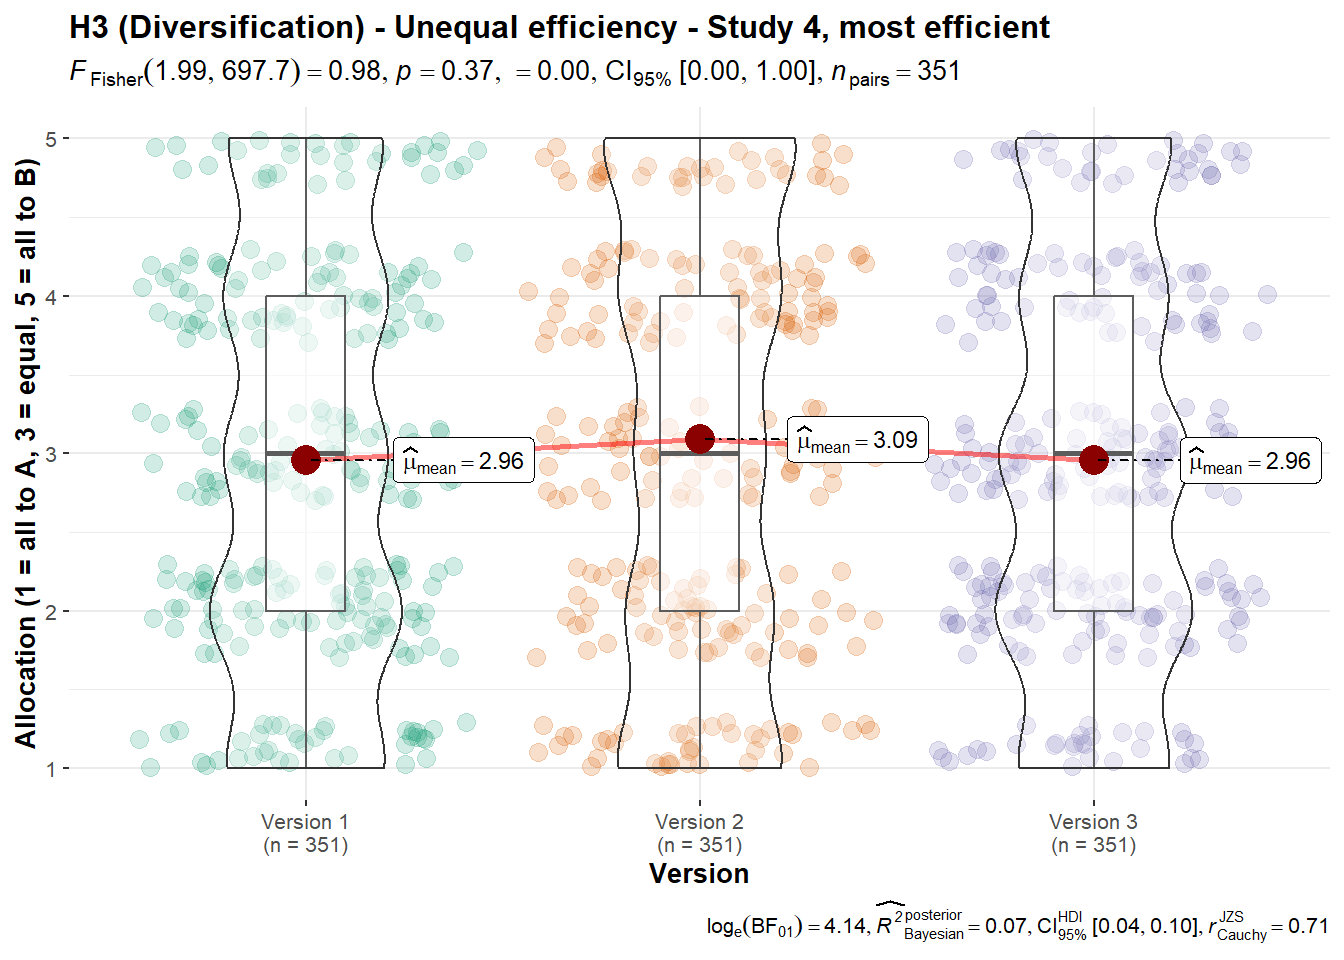 H3 (Diversification) - Unequal efficiency - Study 4, most efficient
F Fisher(1.99, 697.7) = 0.98, p = 0.37, = 0.00, CI95% [0.00, 1.00], npairs = 351
Allocation (1 = all to A, 3 = equal, 5 = all to B)
5
4
3
2
1
μ̂mean = 2.96
μ̂mean = 3.09
μ̂mean = 2.96
Version 1
(n = 351)
Version 2
(n = 351)
Version 3
(n = 351)
Version
loge(BF01) = 4.14, R̂2 posterior Bayesian = 0.07, CI HDI 95% [0.04, 0.10], r JZS Cauchy = 0.71